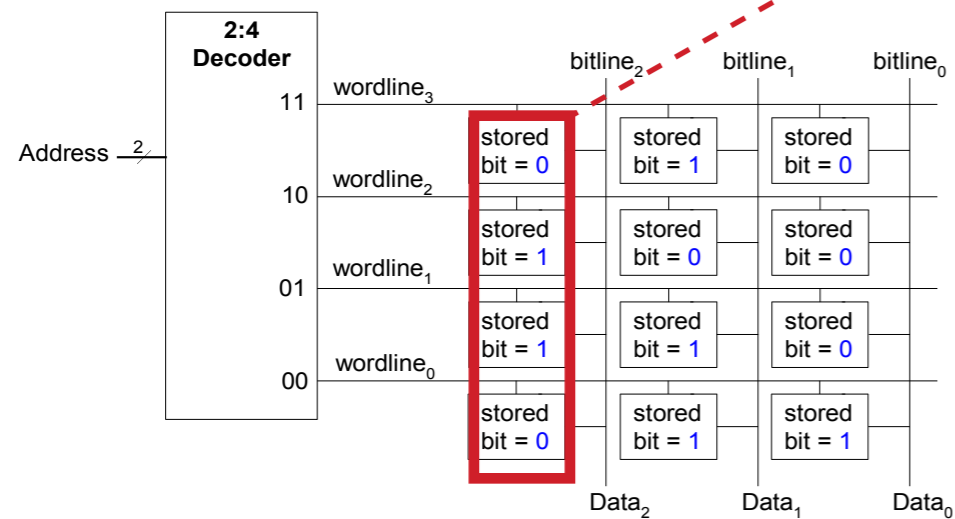 2:4
Decoder
bitline₂ bitline₁ bitline₀
wordline₃
11
stored stored stored
bit = 0 bit = 1 bit = 0
Address 2
wordline₂
10
stored stored stored
bit = 1 bit = 0 bit = 0
wordline₁
01
stored stored stored
bit = 1 bit = 1 bit = 0
wordline₀
00
stored stored stored
bit = 0 bit = 1 bit = 1
Data₂ Data₁ Data₀